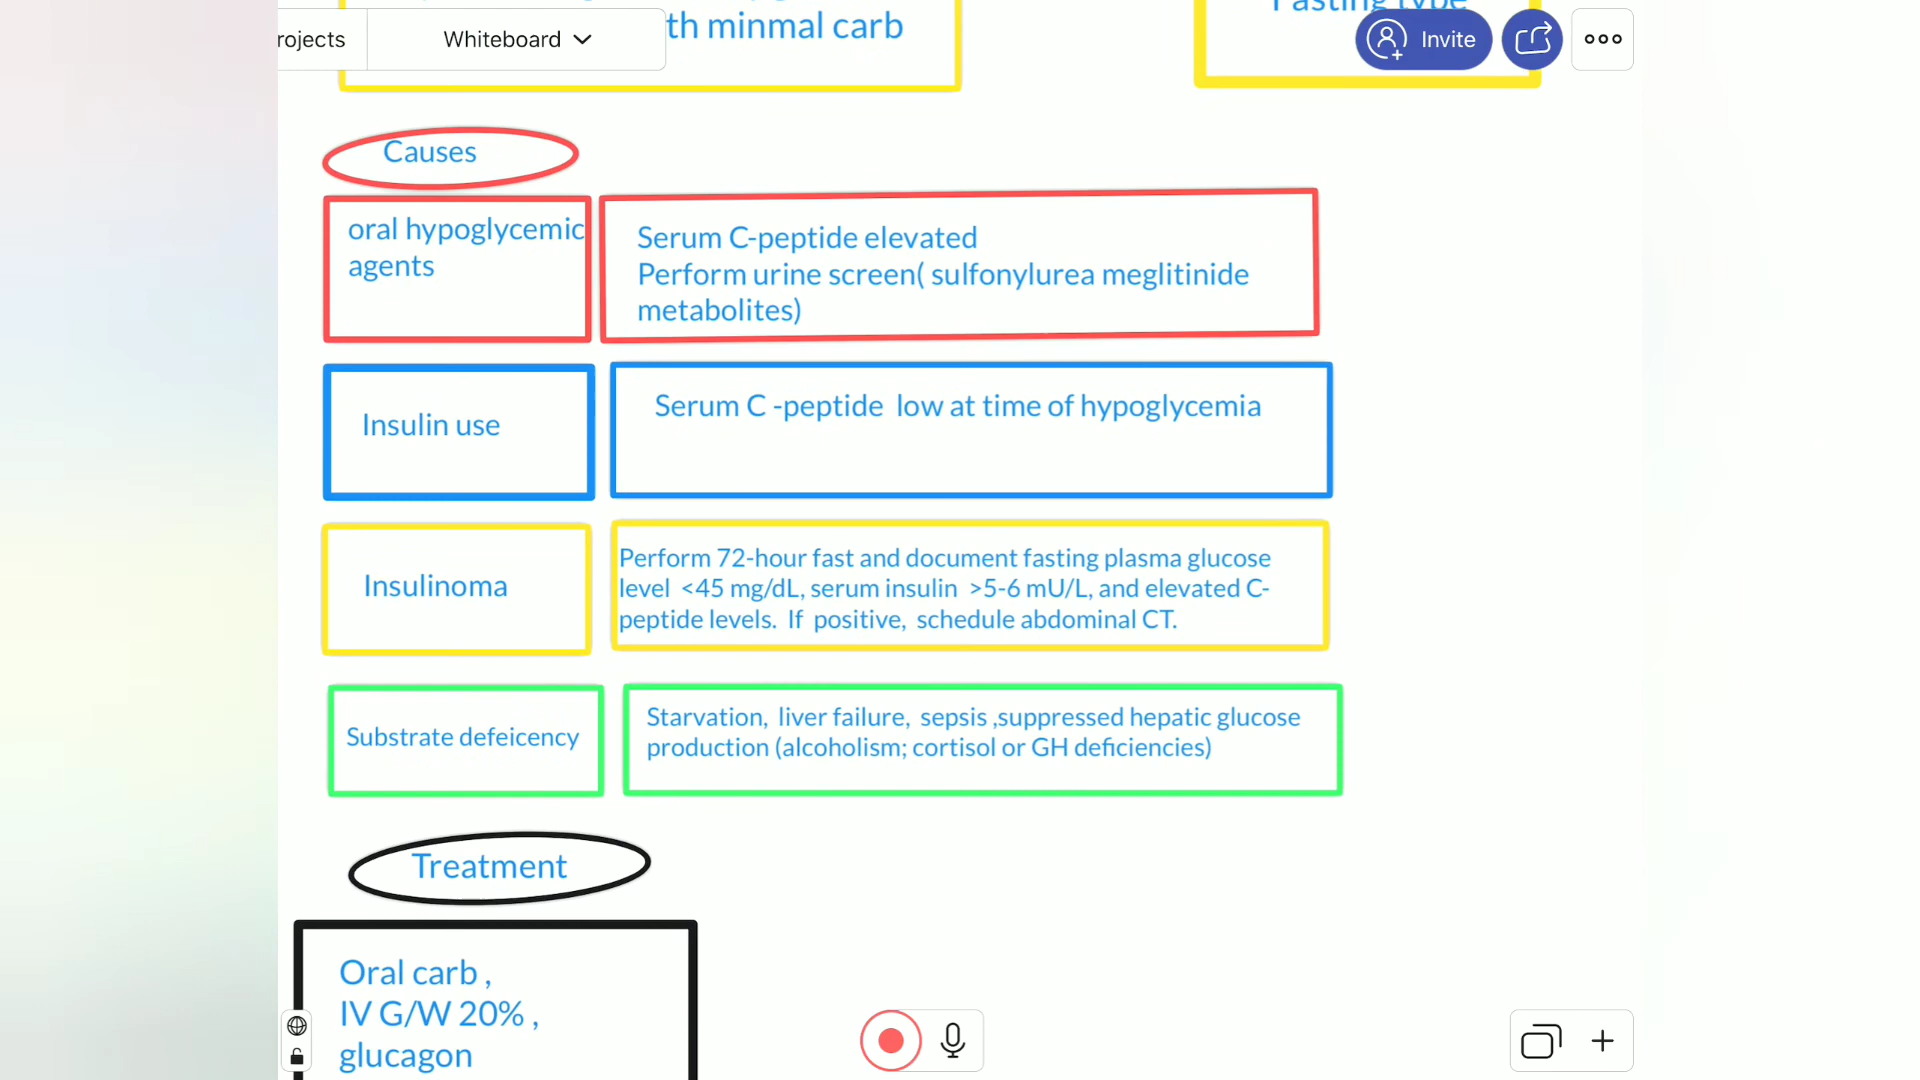 th minmal carb
Fasting type
rojects
Whiteboard
Invite
Causes
oral hypoglycemic
agents
Serum C-peptide elevated
Perform urine screen( sulfonylurea meglitinide
metabolites)
Insulin use
Serum C -peptide low at time of hypoglycemia
Insulinoma
Perform 72-hour fast and document fasting plasma glucose
level <45 mg/dL, serum insulin >5-6 mU/L, and elevated C-
peptide levels. If positive, schedule abdominal CT.
Substrate defeicency
Starvation, liver failure, sepsis ,suppressed hepatic glucose
production (alcoholism; cortisol or GH deficiencies)
Treatment
Oral carb ,
IV G/W 20% ,
glucagon